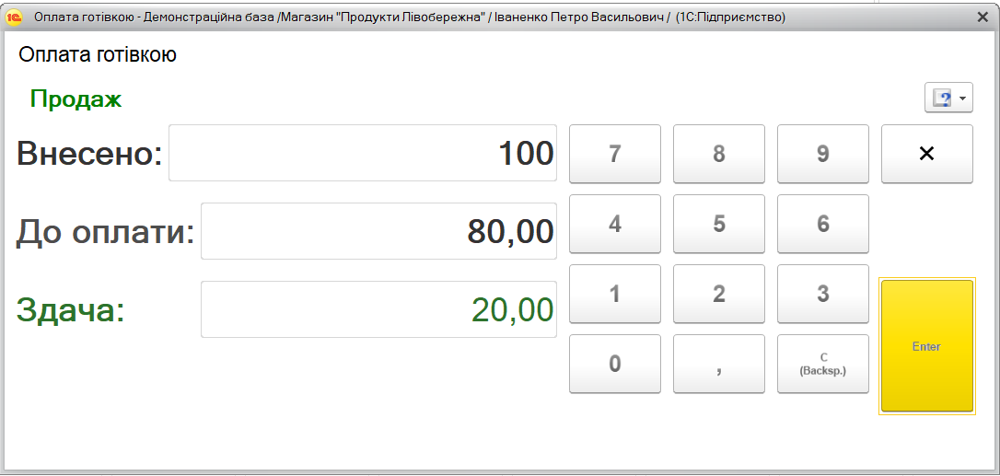 1С Оплата готівкою - Демонстраційна база /Магазин "Продукти Лівобережна" / Іваненко Петро Васильович / (1С:Підприємство)
Оплата готівкою
Продаж
?
Внесено: 100 7 8 9 ×
До оплати: 80,00 4 5 6
Здача: 20,00 1 2 3
Enter
0 , C
(Backsp.)